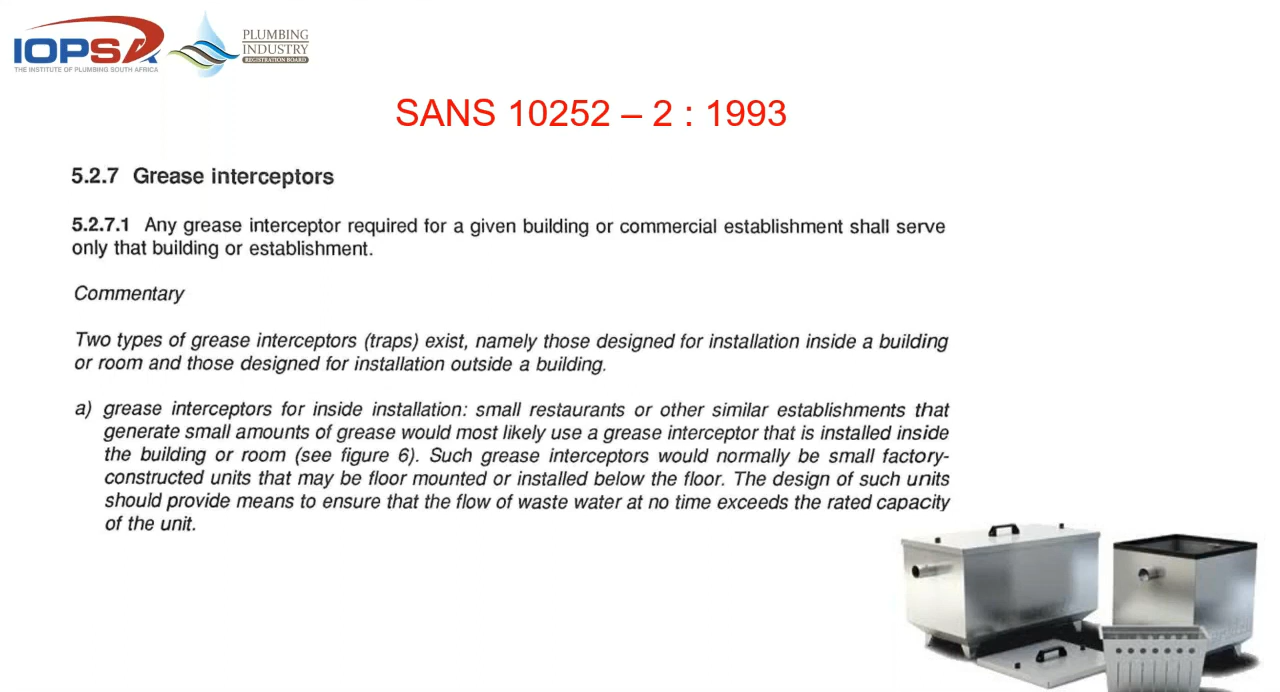 IOPSA
THE INSTITUTE OF PLUMBING SOUTH AFRICA
PLUMBING
INDUSTRY
REGISTRATION BOARD
SANS 10252 – 2 : 1993
5.2.7 Grease interceptors
5.2.7.1 Any grease interceptor required for a given building or commercial establishment shall serve
only that building or establishment.
Commentary
Two types of grease interceptors (traps) exist, namely those designed for installation inside a building
or room and those designed for installation outside a building.
a) grease interceptors for inside installation: small restaurants or other similar establishments that
generate small amounts of grease would most likely use a grease interceptor that is installed inside
the building or room (see figure 6). Such grease interceptors would normally be small factory-
constructed units that may be floor mounted or installed below the floor. The design of such units
should provide means to ensure that the flow of waste water at no time exceeds the rated capacity
of the unit.